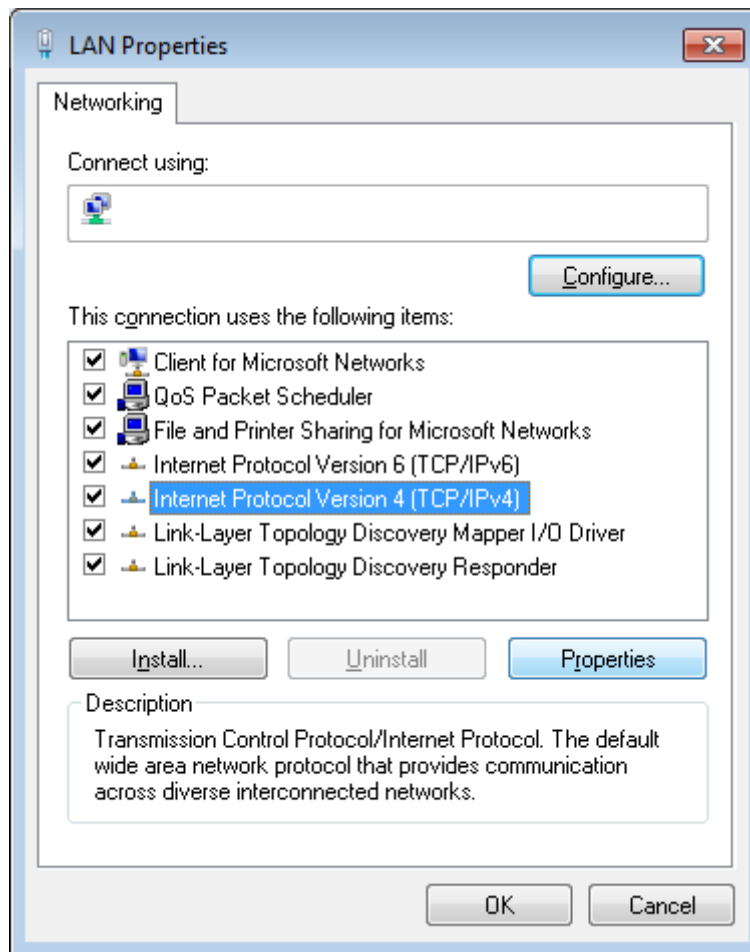 LAN Properties
Networking
Connect using:
Configure...
This connection uses the following items:
Client for Microsoft Networks
QoS Packet Scheduler
File and Printer Sharing for Microsoft Networks
Internet Protocol Version 6 (TCP/IPv6)
Internet Protocol Version 4 (TCP/IPv4)
Link-Layer Topology Discovery Mapper I/O Driver
Link-Layer Topology Discovery Responder
Install... Uninstall Properties
Description
Transmission Control Protocol/Internet Protocol. The default
wide area network protocol that provides communication
across diverse interconnected networks.
OK Cancel